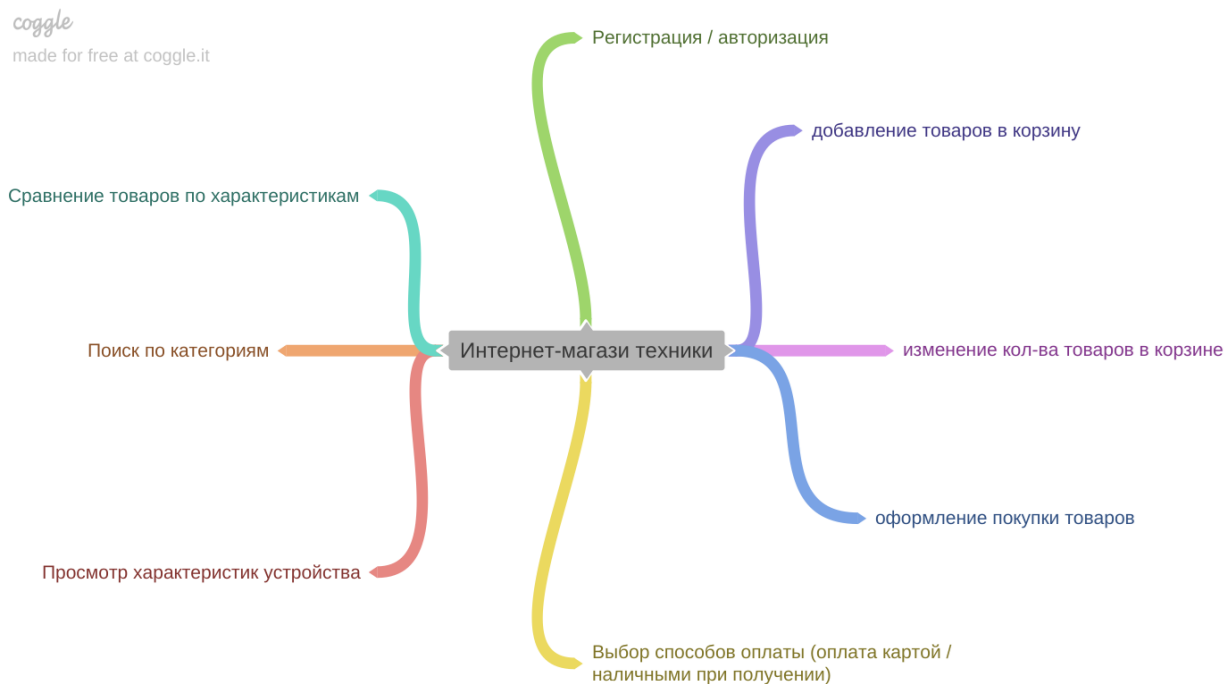 coggle
made for free at coggle.it
Регистрация / авторизация
добавление товаров в корзину
Сравнение товаров по характеристикам
Поиск по категориям
Интернет-магази техники
изменение кол-ва товаров в корзине
оформление покупки товаров
Просмотр характеристик устройства
Выбор способов оплаты (оплата картой /
наличными при получении)